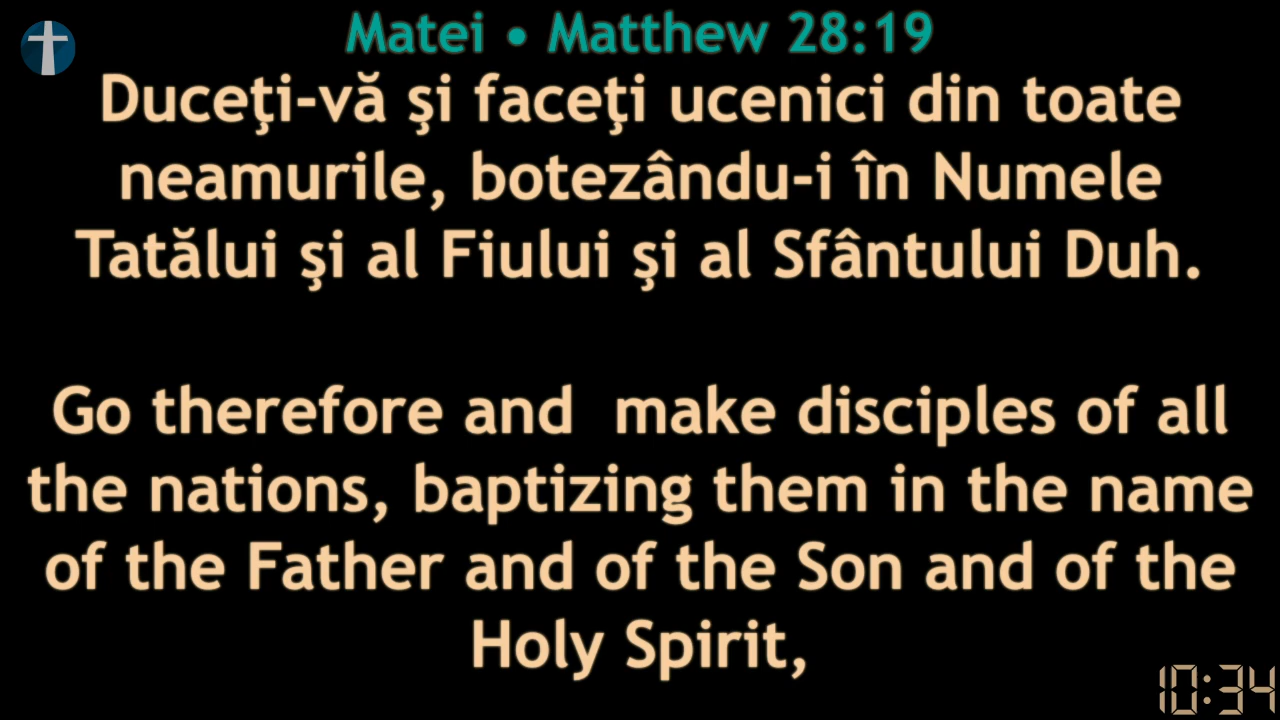 Matei • Matthew 28:19
Duceţi-vă şi faceţi ucenici din toate
neamurile, botezându-i în Numele
Tatălui şi al Fiului şi al Sfântului Duh.
Go therefore and  make disciples of all
the nations, baptizing them in the name
of the Father and of the Son and of the
Holy Spirit,
10:34